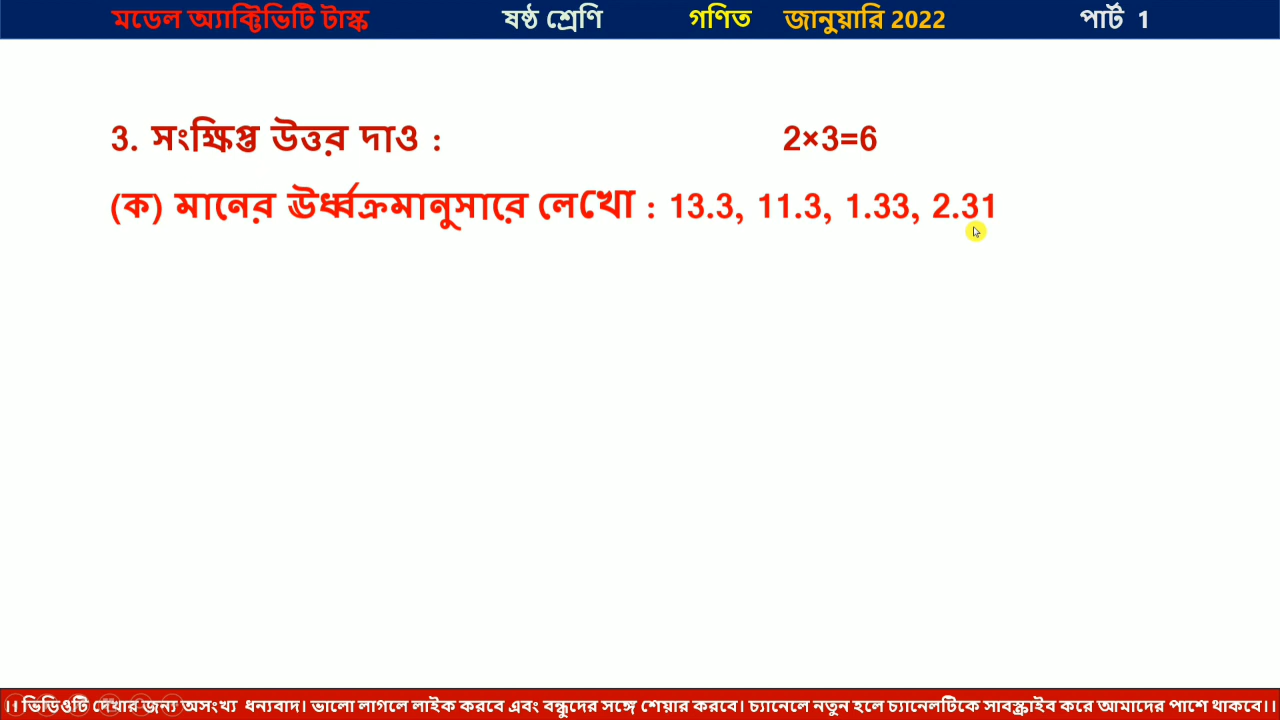 মডেল অ্যাক্টিভিটি টাস্ক ষষ্ঠ শ্রেণি গণিত জানুয়ারি 2022 পার্ট 1
3. সংক্ষিপ্ত উত্তর দাও : 2×3=6
(ক) মানের ঊর্ধ্বক্রমানুসারে লেখো : 13.3, 11.3, 1.33, 2.31
।। ভিডিওটি দেখার জন্য অসংখ্য ধন্যবাদ। ভালো লাগলে লাইক করবে এবং বন্ধুদের সঙ্গে শেয়ার করবে। চ্যানেলে নতুন হলে চ্যানেলটিকে সাবস্ক্রাইব করে আমাদের পাশে থাকবে।।